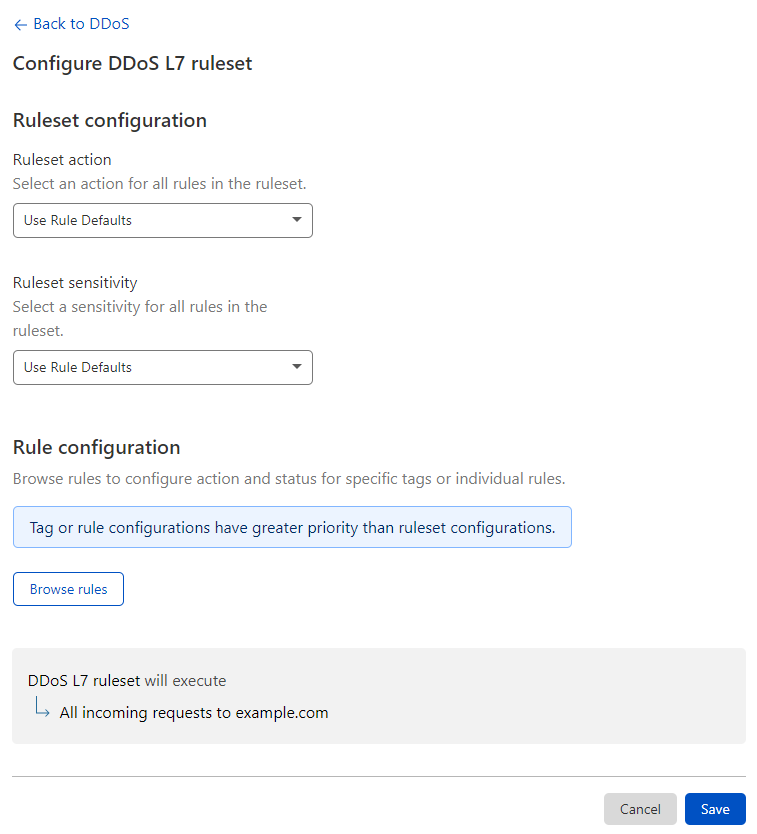 ← Back to DDoS
Configure DDoS L7 ruleset
Ruleset configuration
Ruleset action
Select an action for all rules in the ruleset.
Use Rule Defaults
Ruleset sensitivity
Select a sensitivity for all rules in the
ruleset.
Use Rule Defaults
Rule configuration
Browse rules to configure action and status for specific tags or individual rules.
Tag or rule configurations have greater priority than ruleset configurations.
Browse rules
DDoS L7 ruleset will execute
All incoming requests to example.com
Cancel Save